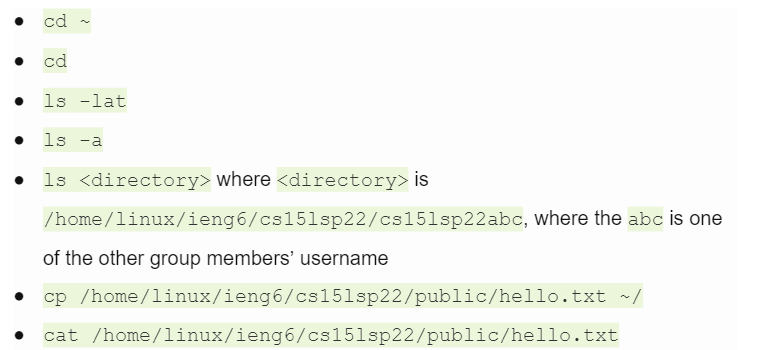 ● cd ~
● cd
● ls -lat
● ls -a
● ls <directory> where <directory> is
/home/linux/ieng6/cs15lsp22/cs15lsp22abc, where the abc is one
of the other group members’ username
● cp /home/linux/ieng6/cs15lsp22/public/hello.txt ~/
● cat /home/linux/ieng6/cs15lsp22/public/hello.txt